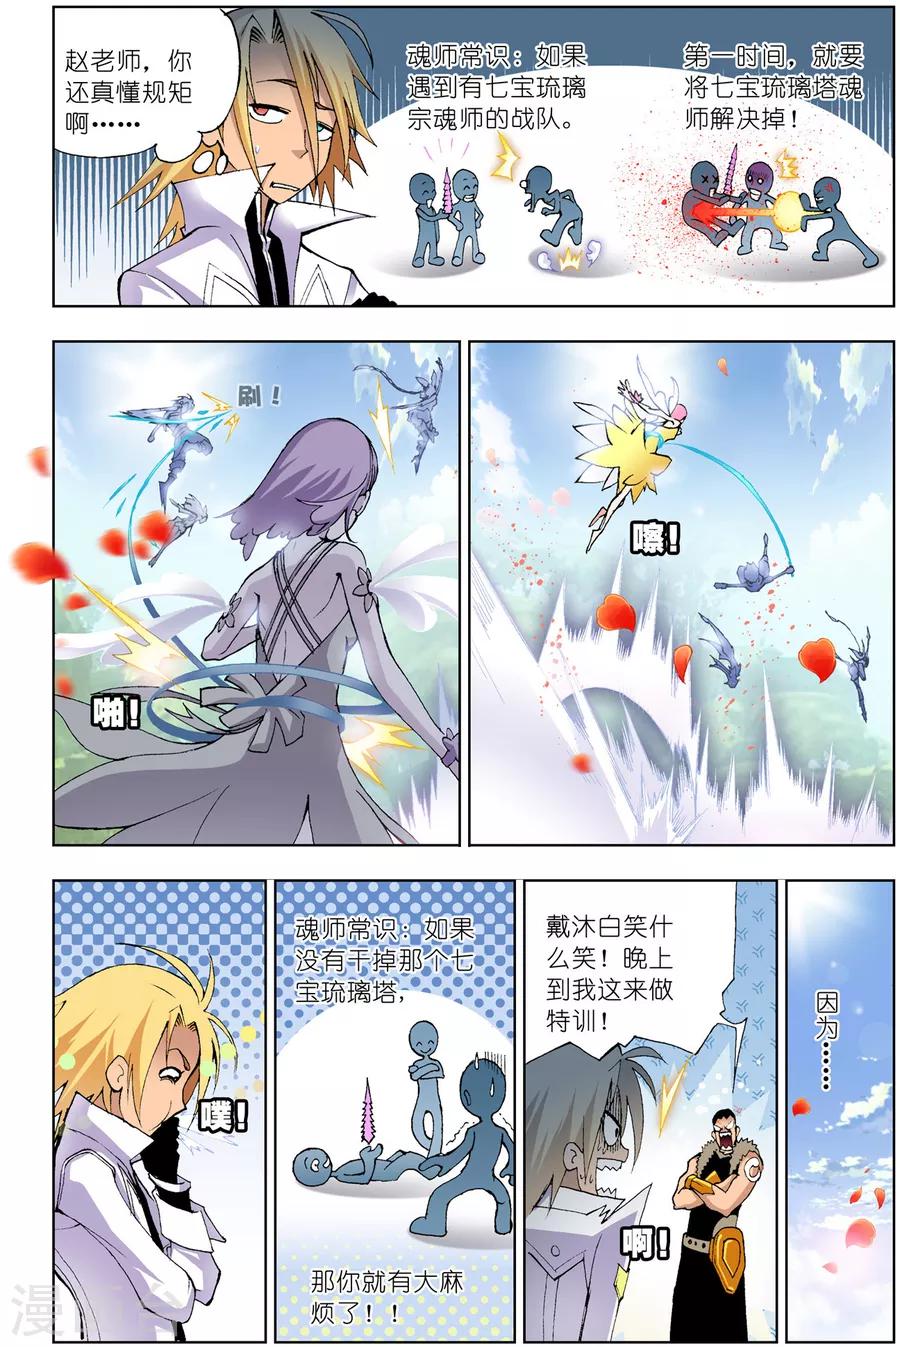 赵老师，你
还真懂规矩
啊……
魂师常识：如果
遇到有七宝琉璃
宗魂师的战队。
第一时间，就要
将七宝琉璃塔魂
师解决掉！
刷！
啪！
嚓！
噗！
魂师常识：如果
没有干掉那个七
宝琉璃塔，
那你就有大麻
烦了！！
戴沐白笑什
么笑！晚上
到我这来做
特训！
啊！
因为……
漫画台